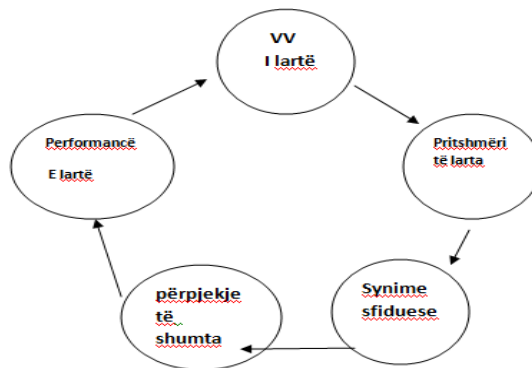 VV
I lartë
Pritshmëri
të larta
Synime
sfiduese
përpjekje
të
shumta
Performancë
E lartë